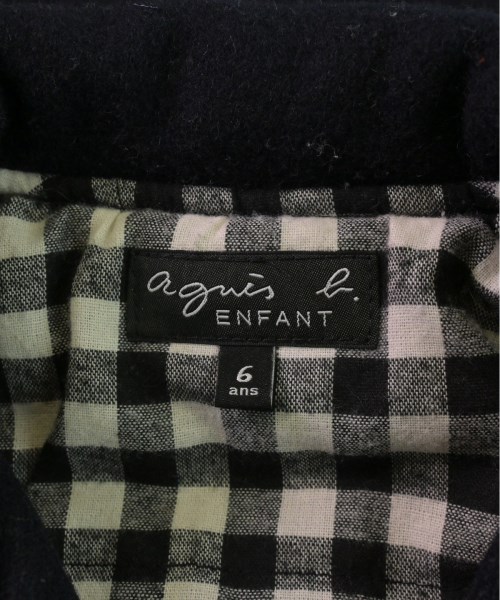 agnès b.
ENFANT
6
ans